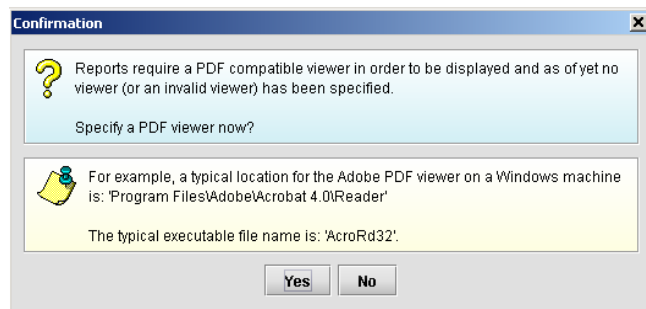 Confirmation
Reports require a PDF compatible viewer in order to be displayed and as of yet no
viewer (or an invalid viewer) has been specified.
Specify a PDF viewer now?
For example, a typical location for the Adobe PDF viewer on a Windows machine
is: 'Program Files\Adobe\Acrobat 4.0\Reader'
The typical executable file name is: 'AcroRd32'.
Yes No